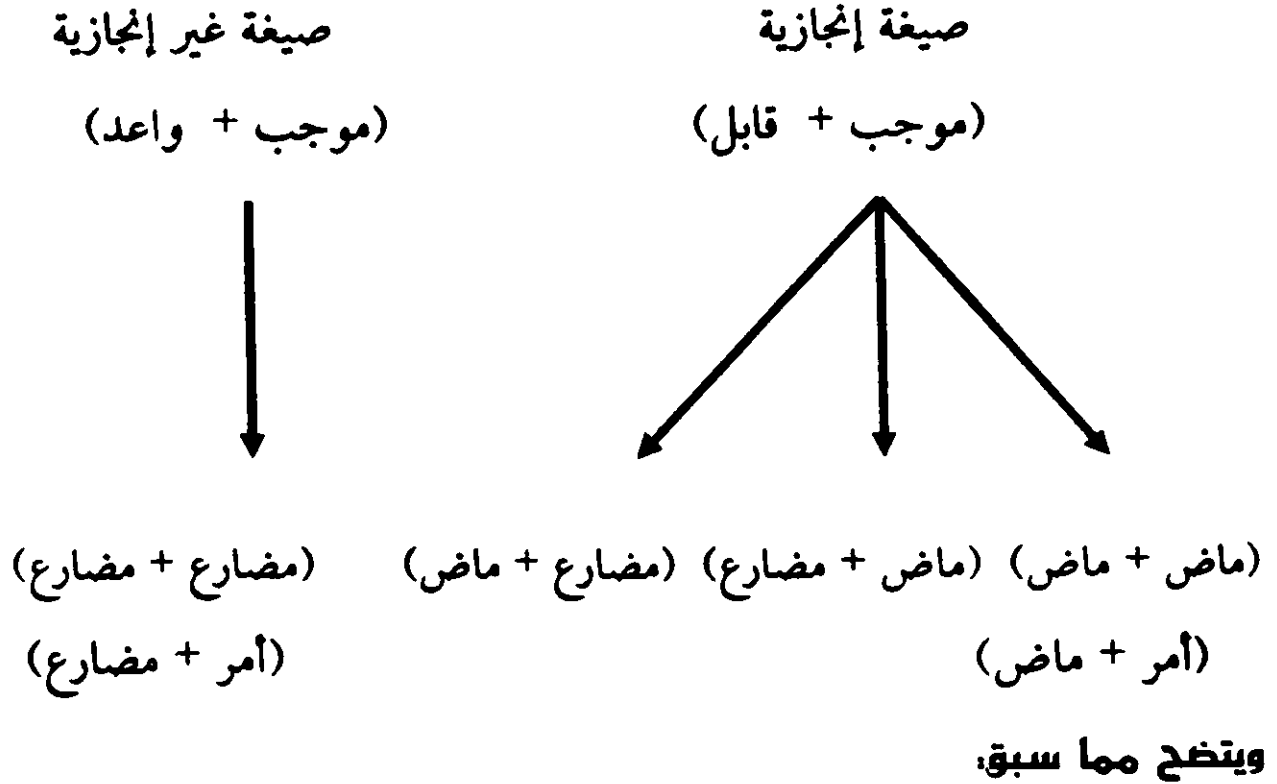 صيغة إنجازية صيغة غير إنجازية
(موجب + قابل) (موجب + واعد)
(ماض + ماض) (ماض + مضارع) (مضارع + ماض) (مضارع + مضارع)
(أمر + ماض) (أمر + مضارع)
ويتضح مما سبق: